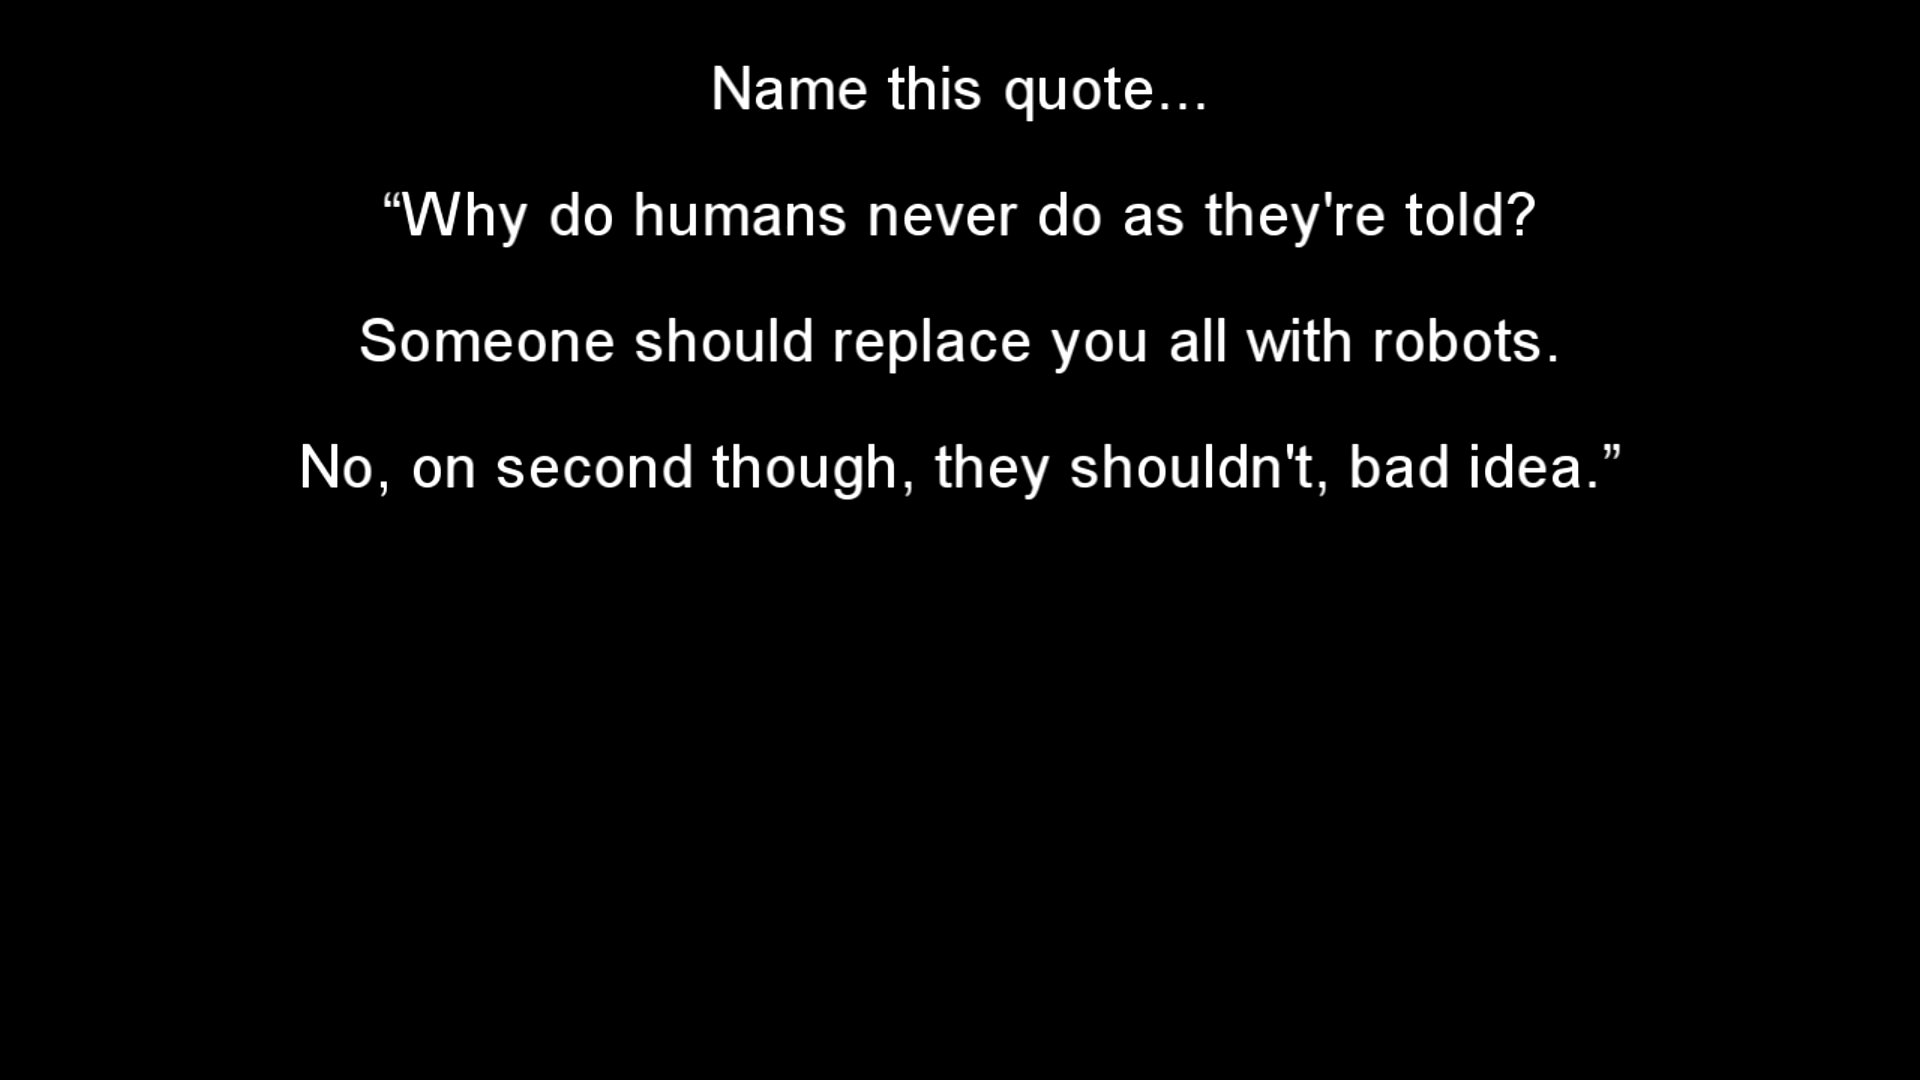 Name this quote...
“Why do humans never do as they're told?
Someone should replace you all with robots.
No, on second though, they shouldn't, bad idea.”